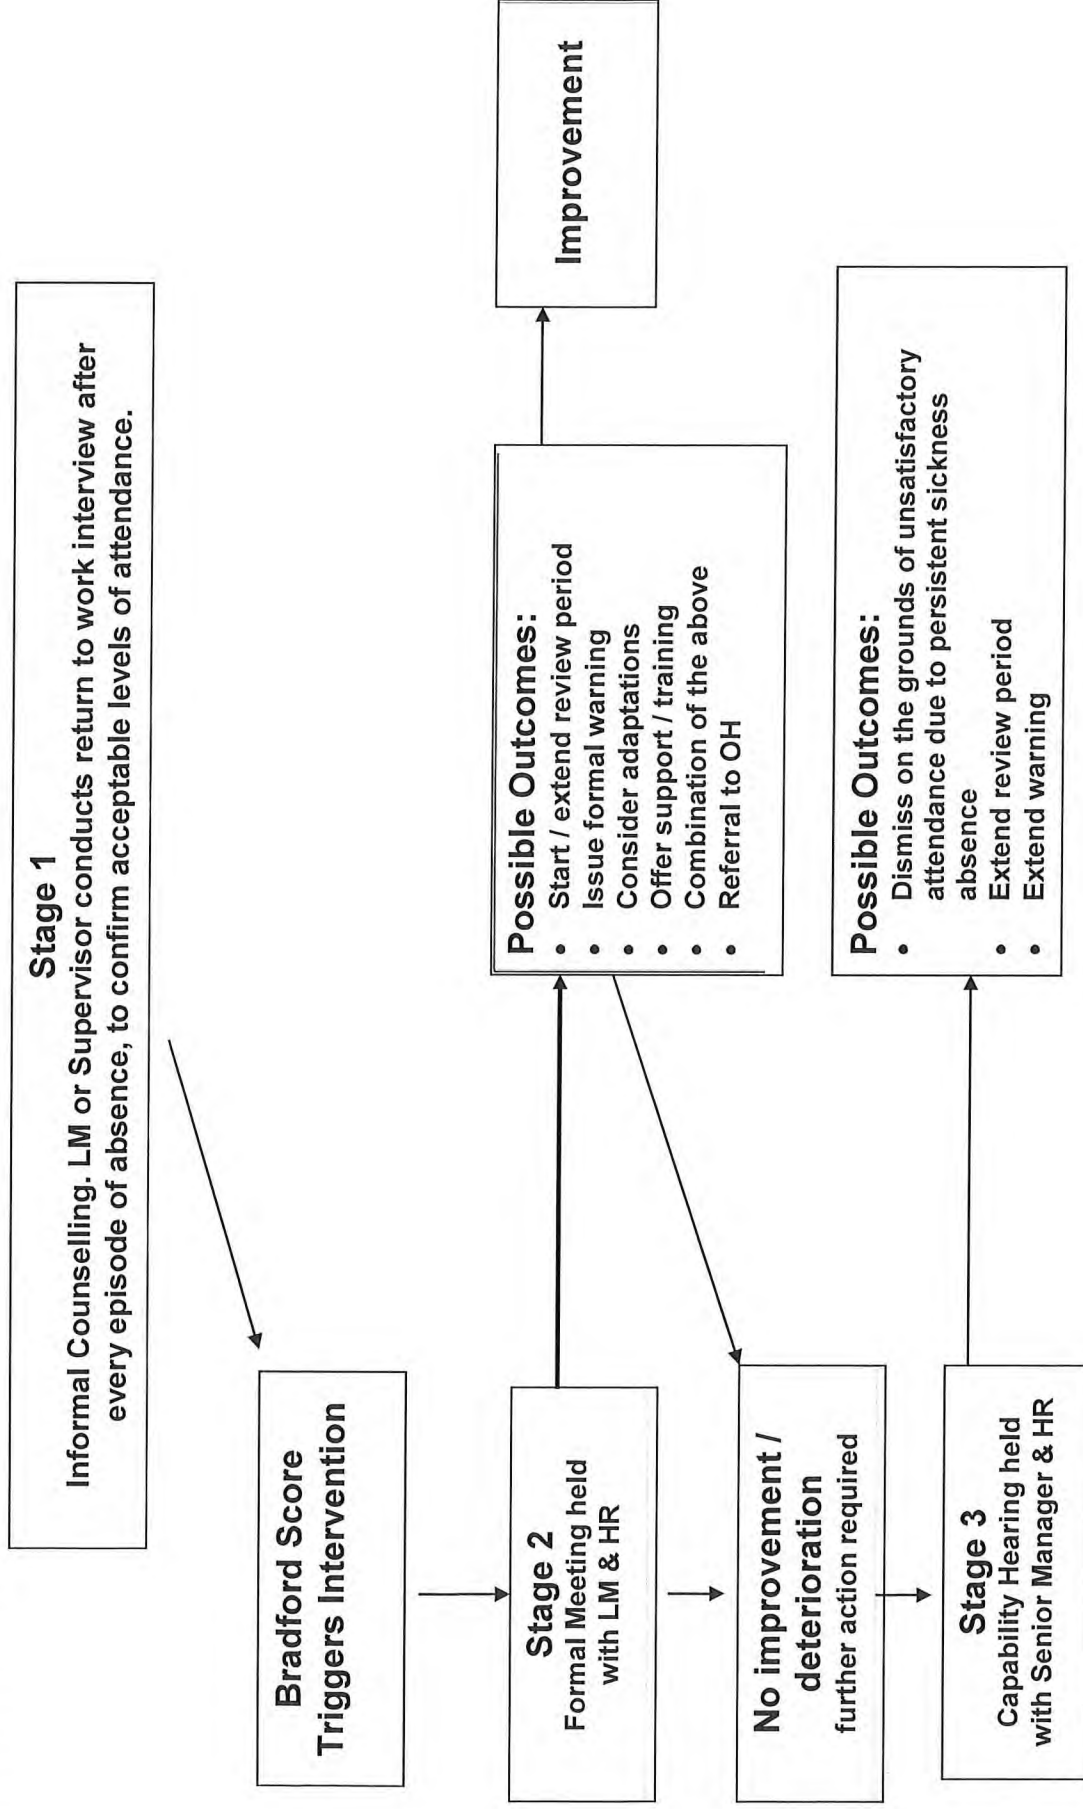 Stage 1
Informal Counselling. LM or Supervisor conducts return to work interview after
every episode of absence, to confirm acceptable levels of attendance.
Bradford Score
Triggers Intervention
Stage 2
Formal Meeting held
with LM & HR
Possible Outcomes:
• Start / extend review period
• Issue formal warning
• Consider adaptations
• Offer support / training
• Combination of the above
• Referral to OH
Improvement
No improvement /
deterioration
further action required
Stage 3
Capability Hearing held
with Senior Manager & HR
Possible Outcomes:
• Dismiss on the grounds of unsatisfactory
attendance due to persistent sickness
absence
• Extend review period
• Extend warning